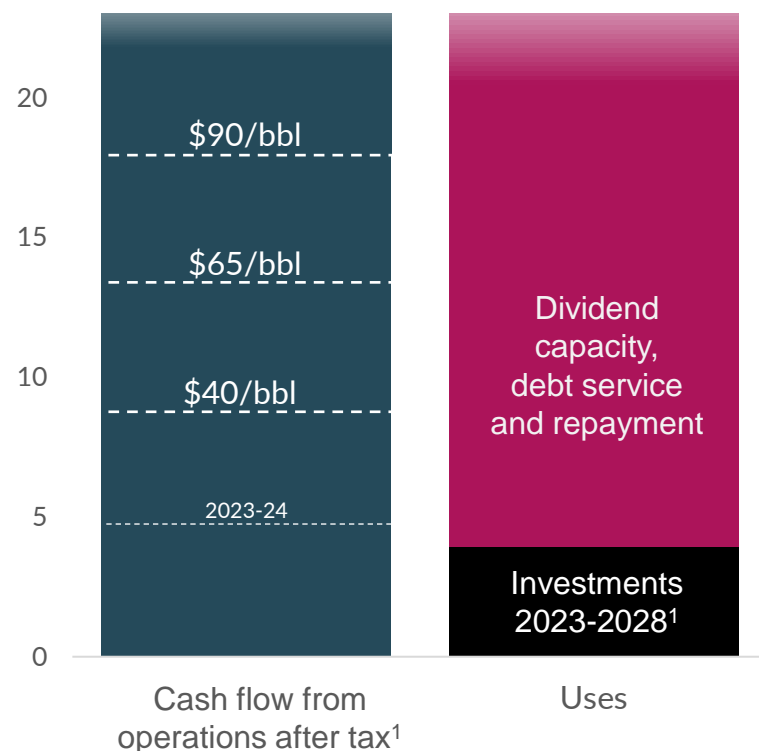 20
15
10
5
0
$90/bbl
$65/bbl
$40/bbl
2023-24
Dividend
capacity,
debt service
and repayment
Investments
2023-2028¹
Cash flow from
operations after tax¹
Uses